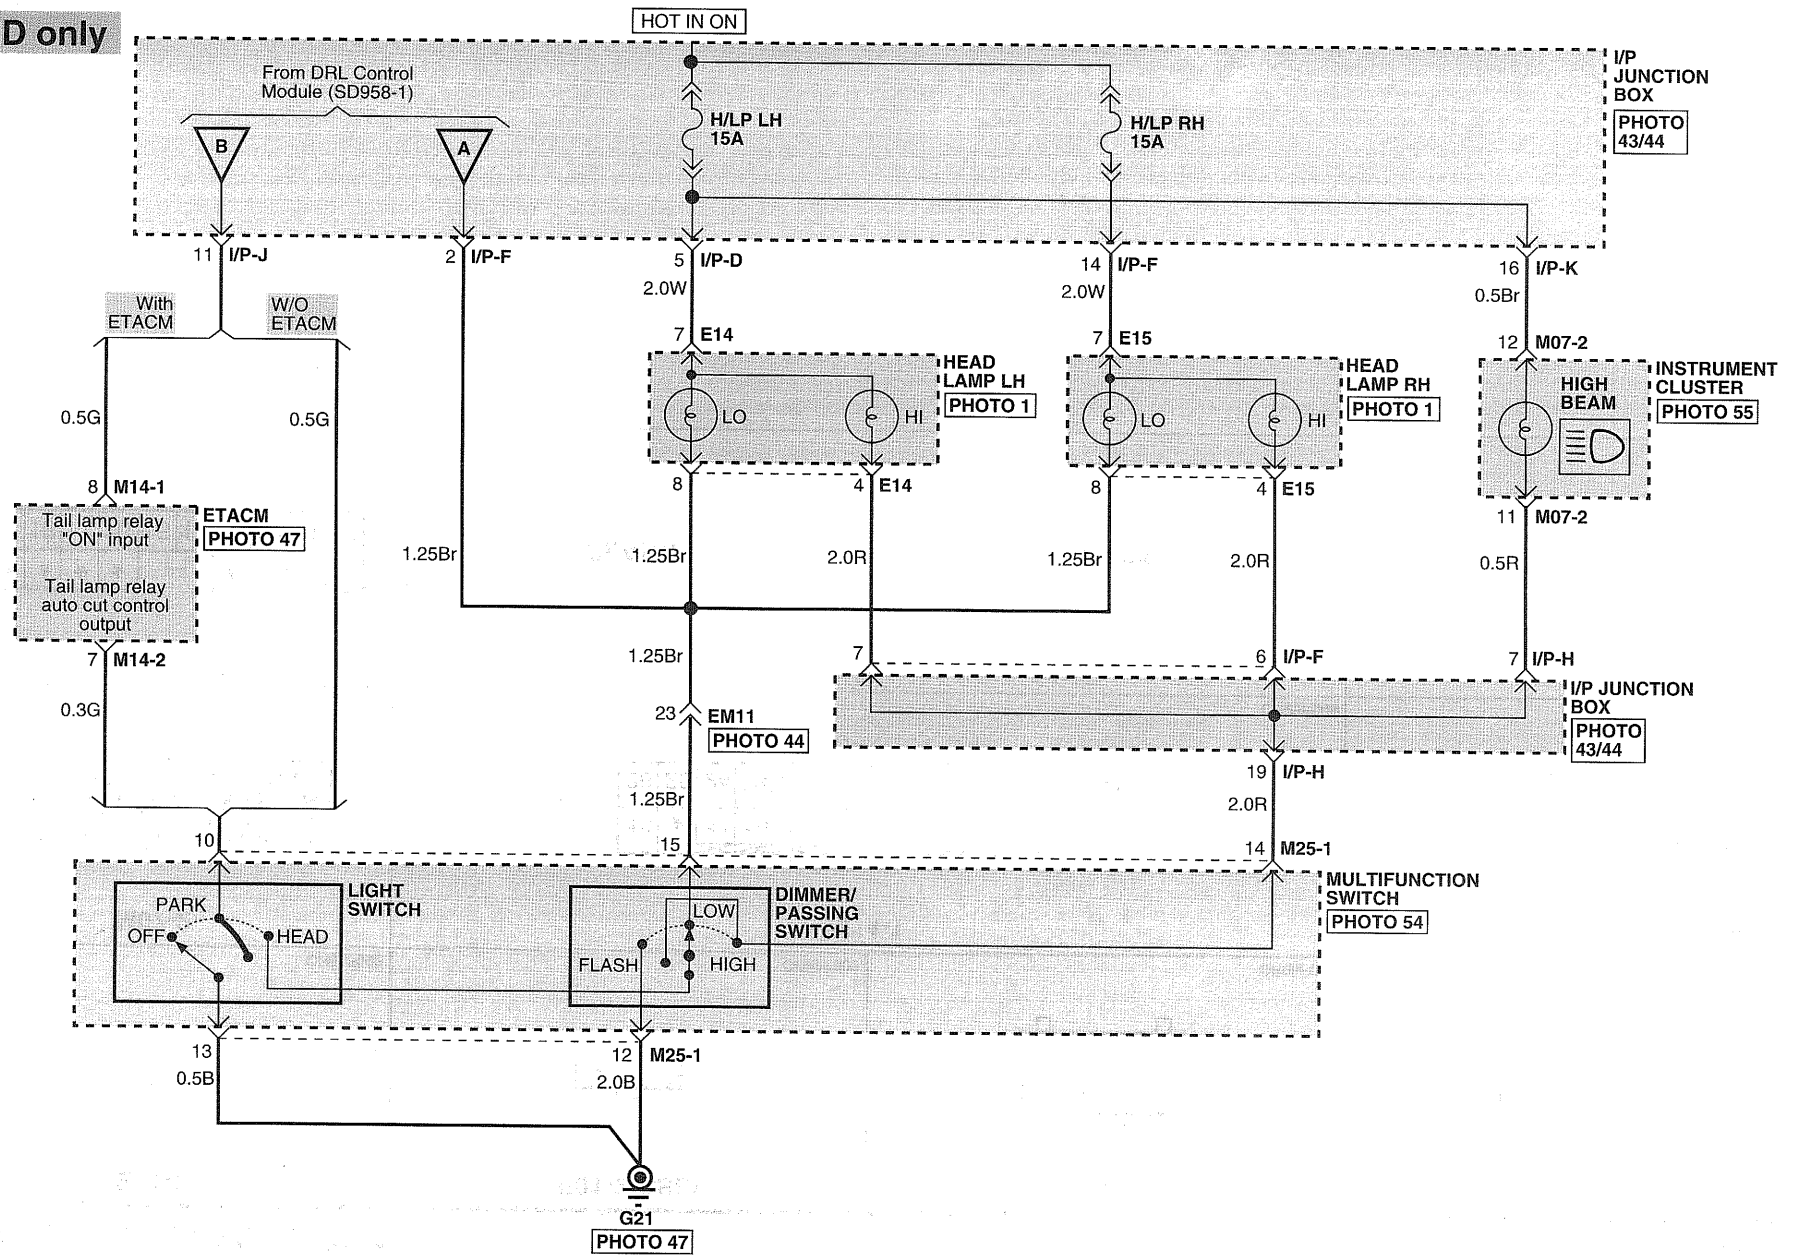 D only
HOT IN ON
From DRL Control
Module (SD958-1)
B
A
H/LP LH
15A
H/LP RH
15A
I/P
JUNCTION
BOX
PHOTO
43/44
11 I/P-J
2 I/P-F
5 I/P-D
14 I/P-F
16 I/P-K
2.0W
2.0W
0.5Br
With
ETACM
W/O
ETACM
7 E14
7 E15
12 M07-2
HEAD
LAMP LH
PHOTO 1
LO
HI
HEAD
LAMP RH
PHOTO 1
LO
HI
HIGH
BEAM
INSTRUMENT
CLUSTER
PHOTO 55
0.5G
0.5G
8 M14-1
8
4 E14
8
4 E15
11 M07-2
Tail lamp relay
"ON" input
Tail lamp relay
auto cut control
output
ETACM
PHOTO 47
1.25Br
1.25Br
2.0R
1.25Br
2.0R
0.5R
7 M14-2
1.25Br
7
6 I/P-F
7 I/P-H
I/P JUNCTION
BOX
PHOTO
43/44
0.3G
23 EM11
PHOTO 44
19 I/P-H
1.25Br
2.0R
10
15
14 M25-1
LIGHT
SWITCH
PARK
OFF
HEAD
DIMMER/
PASSING
SWITCH
LOW
FLASH
HIGH
MULTIFUNCTION
SWITCH
PHOTO 54
13
12 M25-1
0.5B
2.0B
G21
PHOTO 47